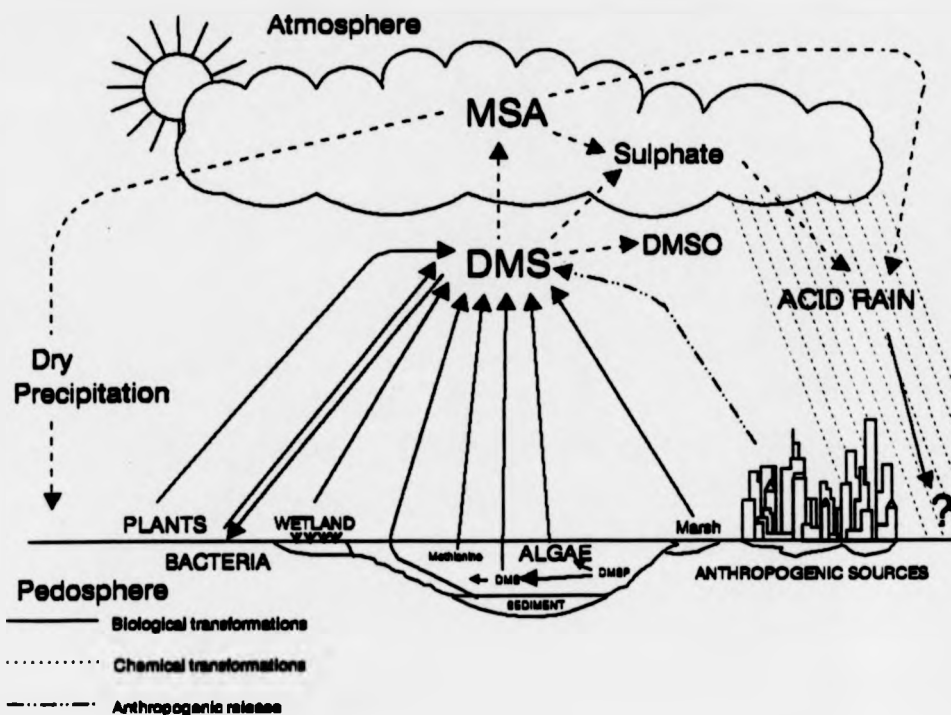 Atmosphere
MSA
Sulphate
DMS
DMSO
ACID RAIN
Dry
Precipitation
PLANTS
WETLAND
Marsh
?
BACTERIA
Methianine
ALGAE
ANTHROPOGENIC SOURCES
DMS
DMSP
SEDIMENT
Pedosphere
Biological transformations
Chemical transformations
Anthropogenic release